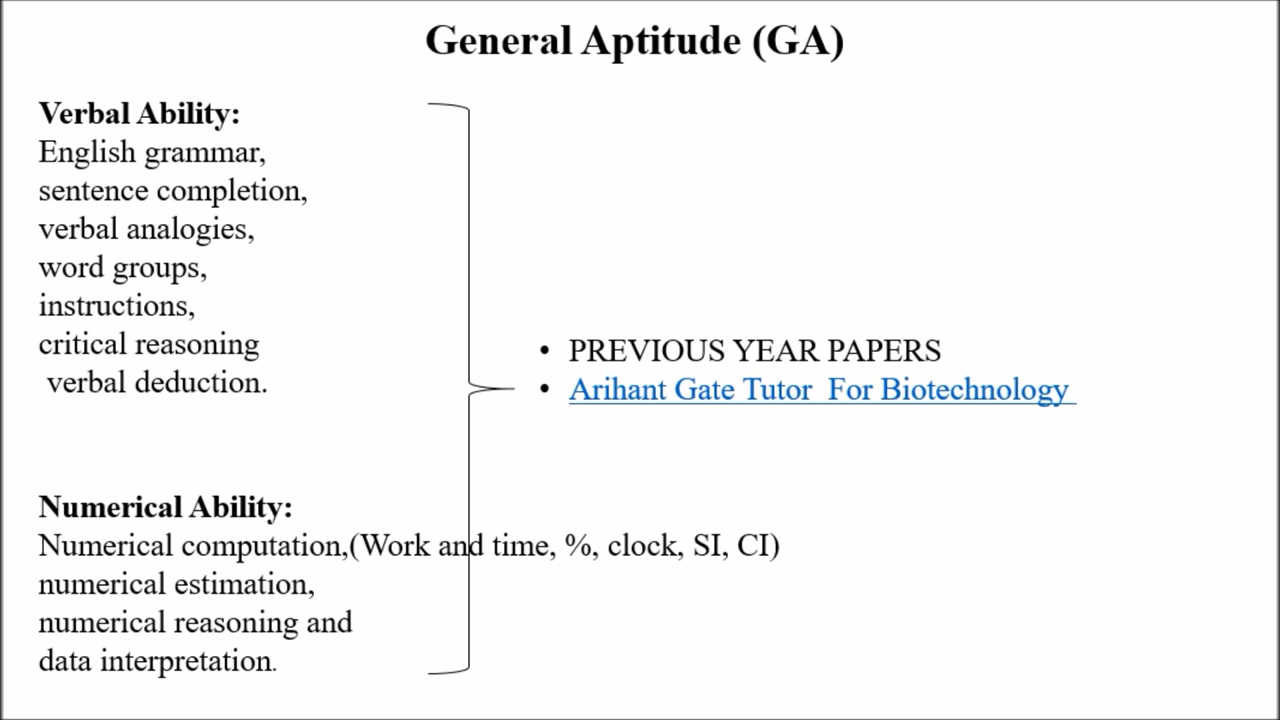 General Aptitude (GA)
Verbal Ability:
English grammar,
sentence completion,
verbal analogies,
word groups,
instructions,
critical reasoning
verbal deduction.
• PREVIOUS YEAR PAPERS
• Arihant Gate Tutor  For Biotechnology
Numerical Ability:
Numerical computation,(Work and time, %, clock, SI, CI)
numerical estimation,
numerical reasoning and
data interpretation.